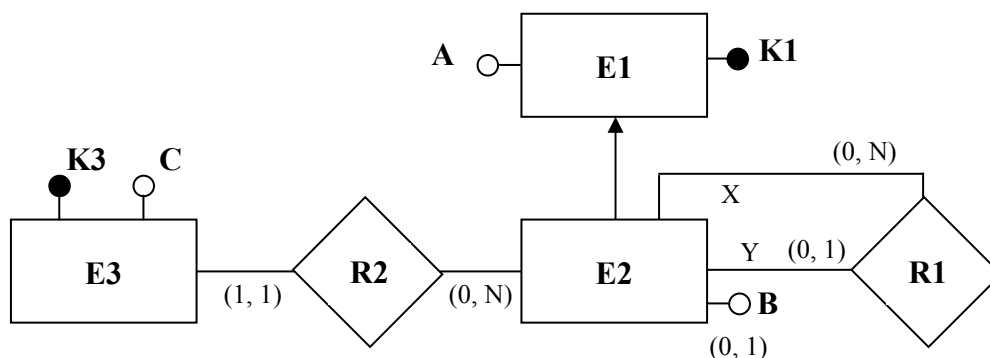 A
E1
K1
K3
C
(0, N)
X
E3
R2
E2
Y
(0, 1)
R1
(1, 1)
(0, N)
B
(0, 1)